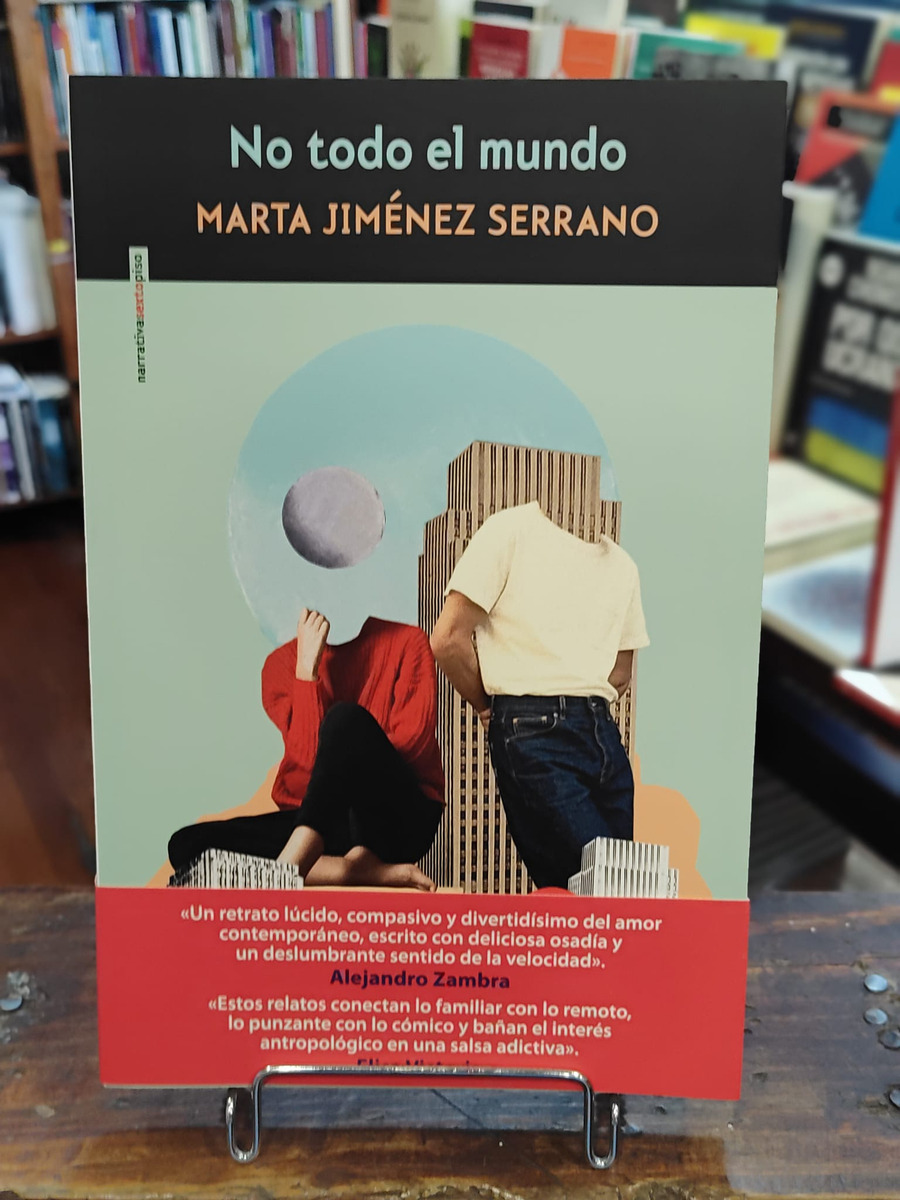 No todo el mundo
MARTA JIMÉNEZ SERRANO
narrativasextopiso
«Un retrato lúcido, compasivo y divertidísimo del amor
contemporáneo, escrito con deliciosa osadía y
un deslumbrante sentido de la velocidad».
Alejandro Zambra
«Estos relatos conectan lo familiar con lo remoto,
lo punzante con lo cómico y bañan el interés
antropológico en una salsa adictiva».